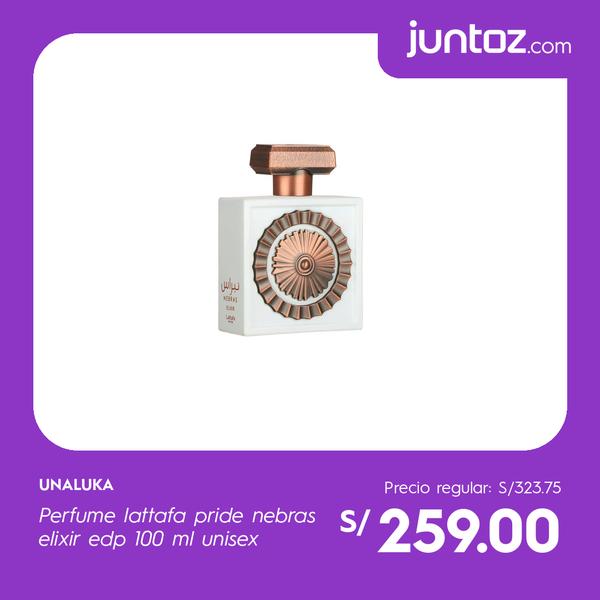 juntoz.com
نبراس
NEBRAS
ELIXIR
Lattafa
UNALUKA
Precio regular: S/323.75
Perfume lattafa pride nebras
elixir edp 100 ml unisex
S/ 259.00